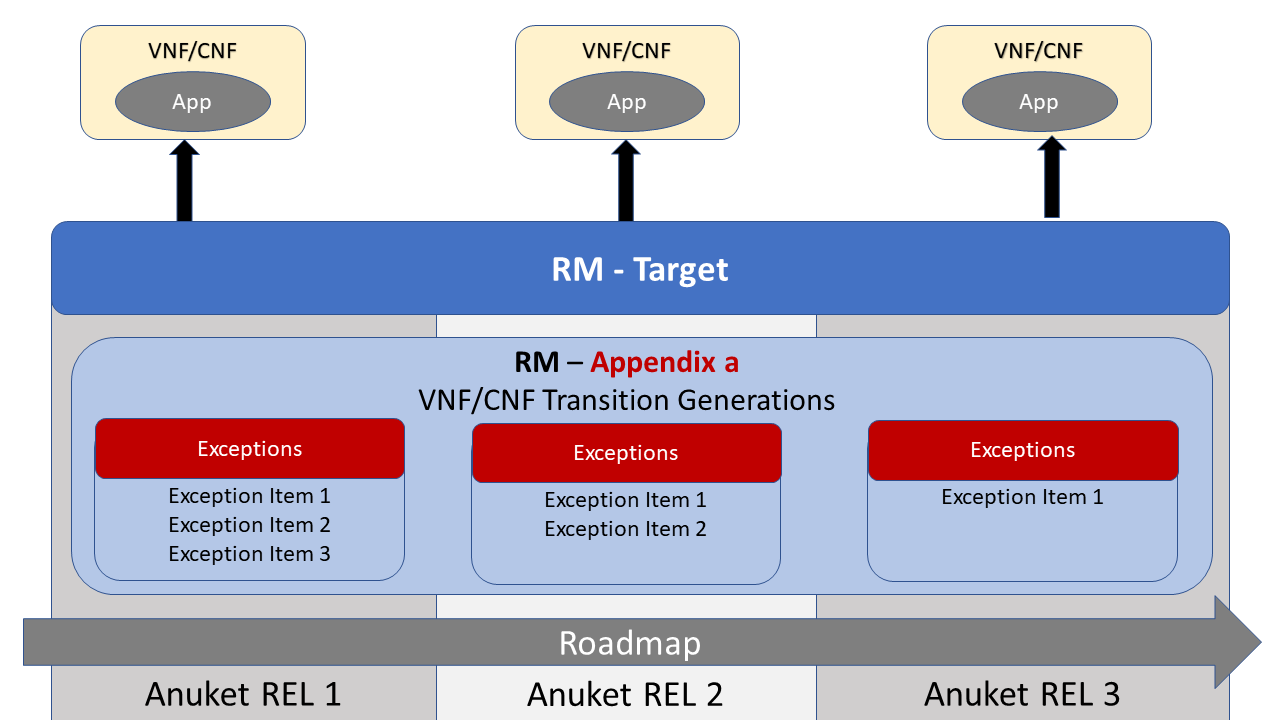 VNF/CNF
App
VNF/CNF
App
VNF/CNF
App
RM - Target
RM – Appendix a
VNF/CNF Transition Generations
Exceptions
Exception Item 1
Exception Item 2
Exception Item 3
Exceptions
Exception Item 1
Exception Item 2
Exceptions
Exception Item 1
Roadmap
Anuket REL 1
Anuket REL 2
Anuket REL 3